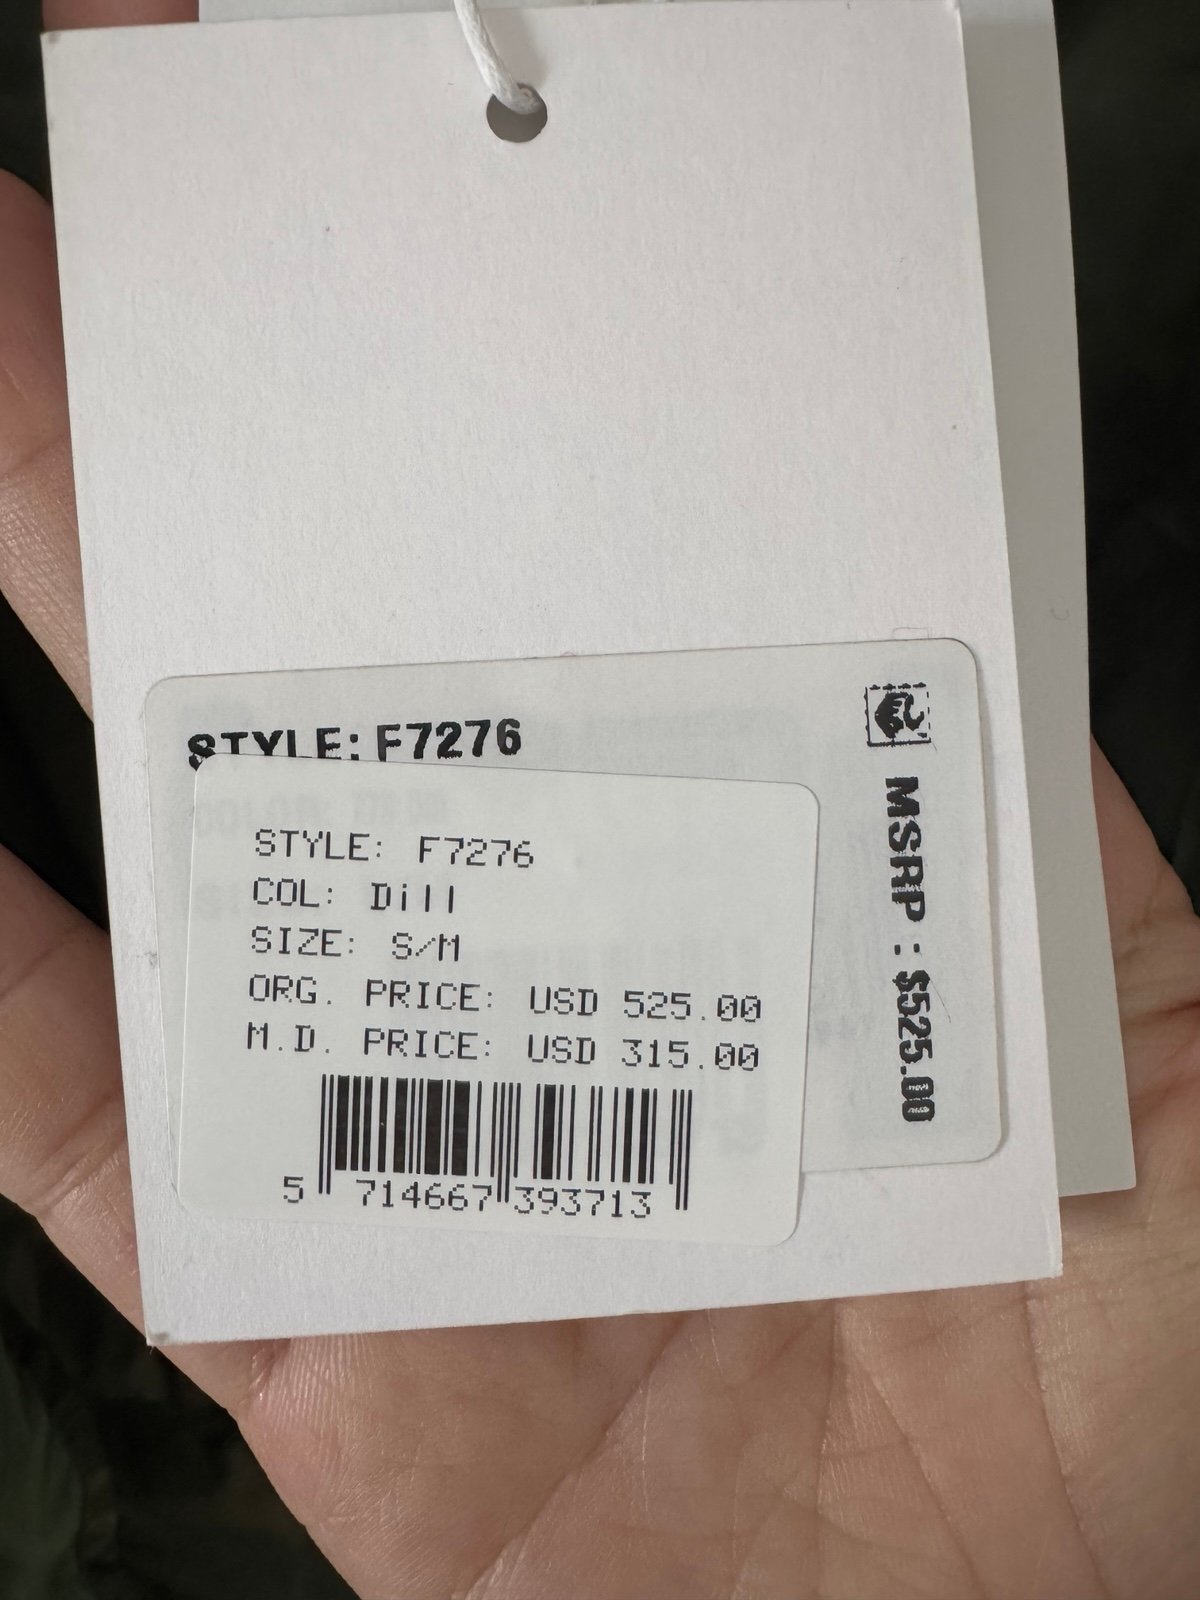 STYLE: F7276
STYLE: F7276
COL: Dill
SIZE: S/M
ORG. PRICE: USD 525.00
M.D. PRICE: USD 315.00
5 714667 393713
MSRP : $525.00